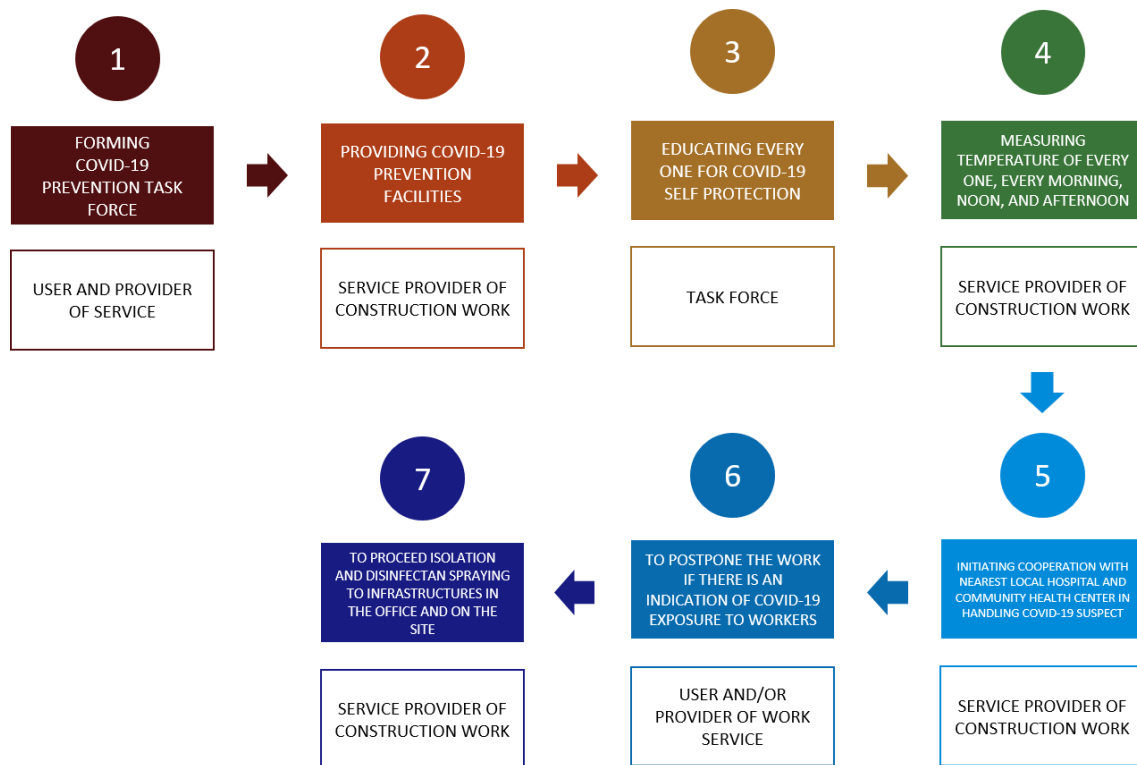 1
FORMING
COVID-19
PREVENTION TASK
FORCE
USER AND PROVIDER
OF SERVICE
2
PROVIDING COVID-19
PREVENTION
FACILITIES
SERVICE PROVIDER OF
CONSTRUCTION WORK
3
EDUCATING EVERY
ONE FOR COVID-19
SELF PROTECTION
TASK FORCE
4
MEASURING
TEMPERATURE OF EVERY
ONE, EVERY MORNING,
NOON, AND AFTERNOON
SERVICE PROVIDER OF
CONSTRUCTION WORK
5
INITIATING COOPERATION WITH
NEAREST LOCAL HOSPITAL AND
COMMUNITY HEALTH CENTER IN
HANDLING COVID-19 SUSPECT
SERVICE PROVIDER OF
CONSTRUCTION WORK
6
TO POSTPONE THE WORK
IF THERE IS AN
INDICATION OF COVID-19
EXPOSURE TO WORKERS
USER AND/OR
PROVIDER OF WORK
SERVICE
7
TO PROCEED ISOLATION
AND DISINFECTAN SPRAYING
TO INFRASTRUCTURES IN
THE OFFICE AND ON THE
SITE
SERVICE PROVIDER OF
CONSTRUCTION WORK